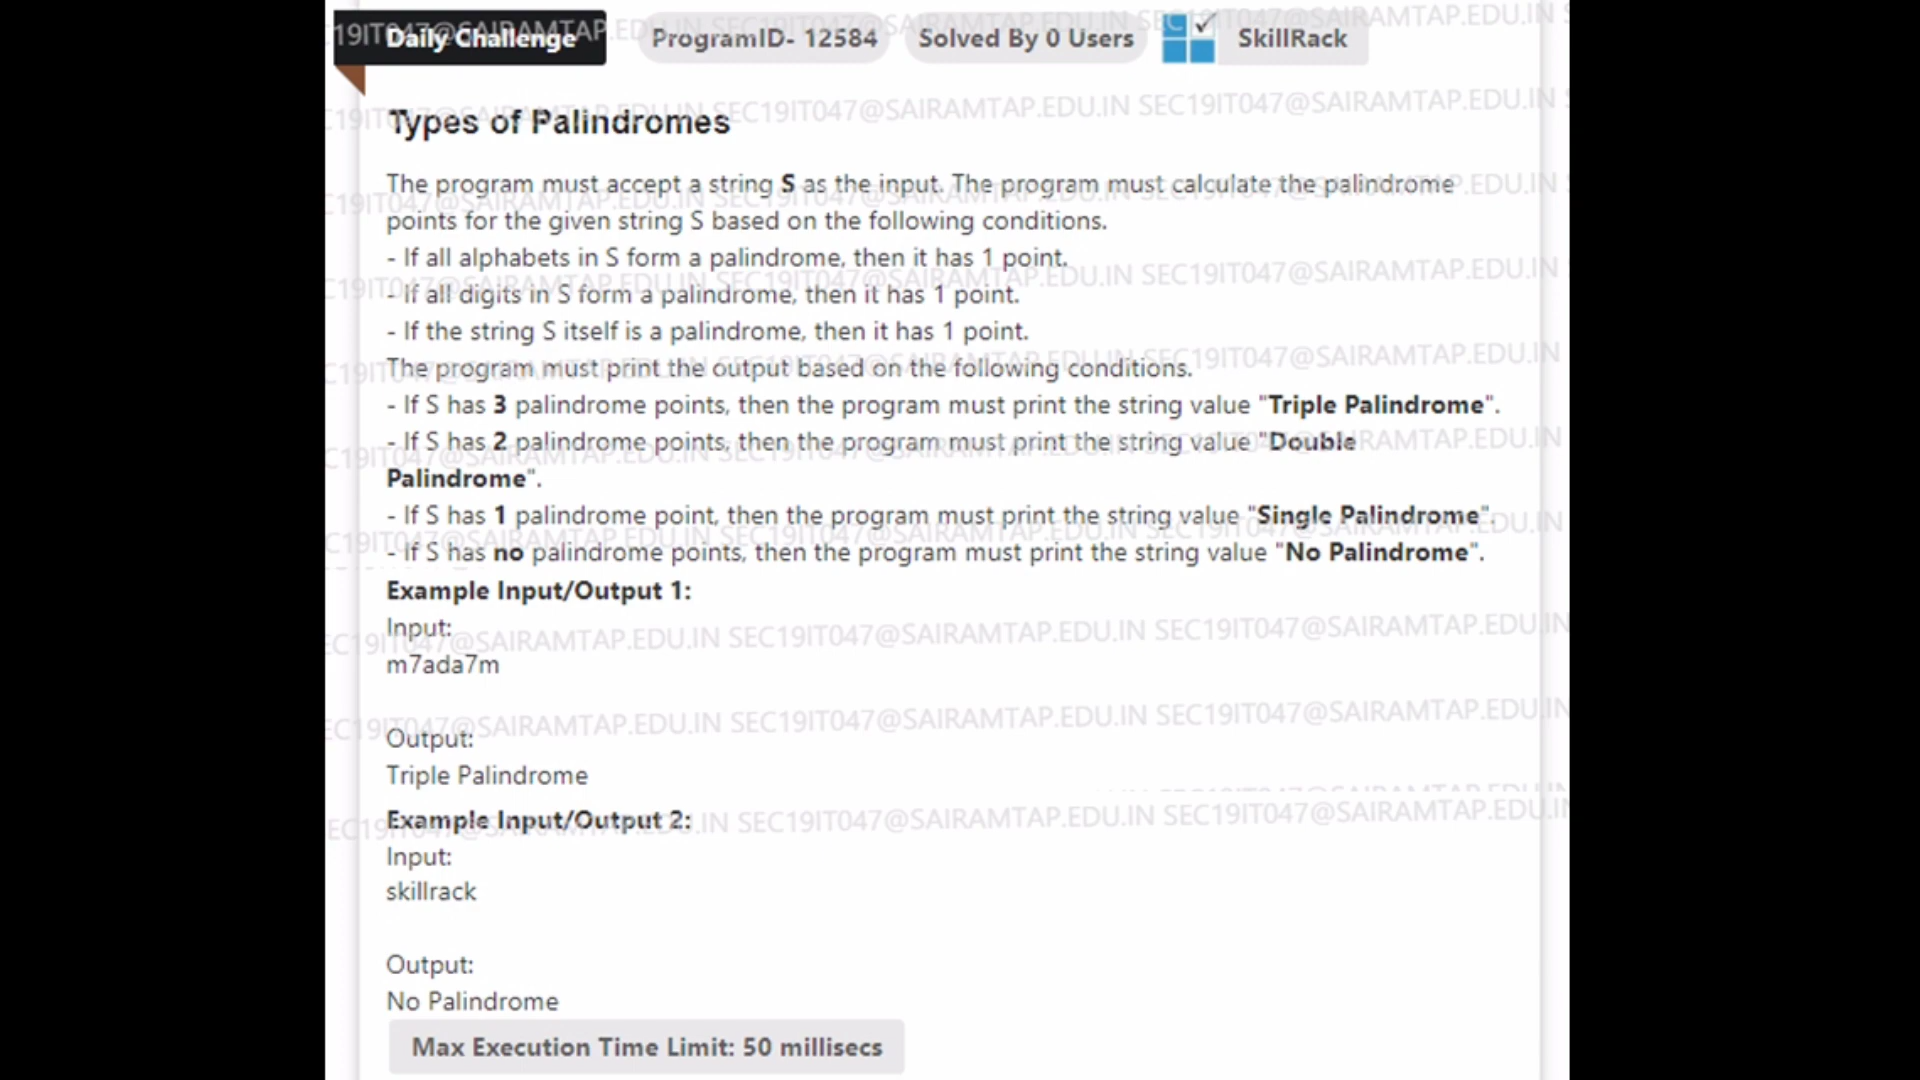 Daily Challenge ProgramID- 12584 Solved By 0 Users SkillRack
Types of Palindromes
The program must accept a string S as the input. The program must calculate the palindrome
points for the given string S based on the following conditions.
- If all alphabets in S form a palindrome, then it has 1 point.
- If all digits in S form a palindrome, then it has 1 point.
- If the string S itself is a palindrome, then it has 1 point.
The program must print the output based on the following conditions.
- If S has 3 palindrome points, then the program must print the string value "Triple Palindrome".
- If S has 2 palindrome points, then the program must print the string value "Double
Palindrome".
- If S has 1 palindrome point, then the program must print the string value "Single Palindrome".
- If S has no palindrome points, then the program must print the string value "No Palindrome".
Example Input/Output 1:
Input:
m7ada7m
Output:
Triple Palindrome
Example Input/Output 2:
Input:
skillrack
Output:
No Palindrome
Max Execution Time Limit: 50 millisecs